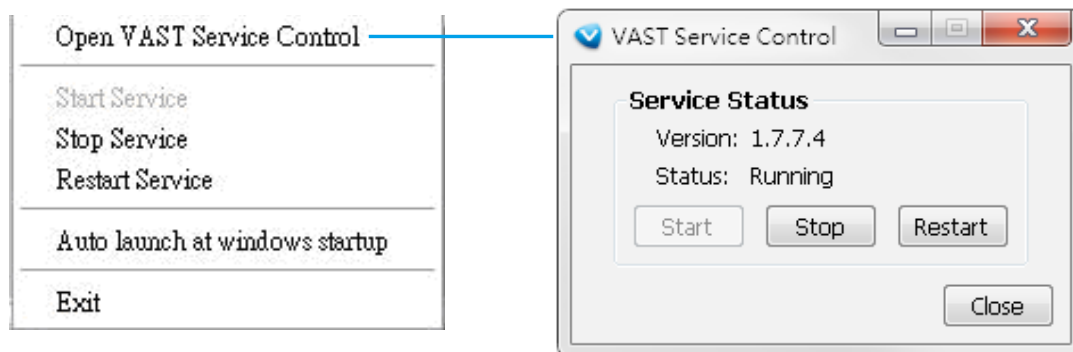 Open VAST Service Control
Start Service
Stop Service
Restart Service
Auto launch at windows startup
Exit
VAST Service Control
Service Status
Version: 1.7.7.4
Status: Running
Start Stop Restart
Close